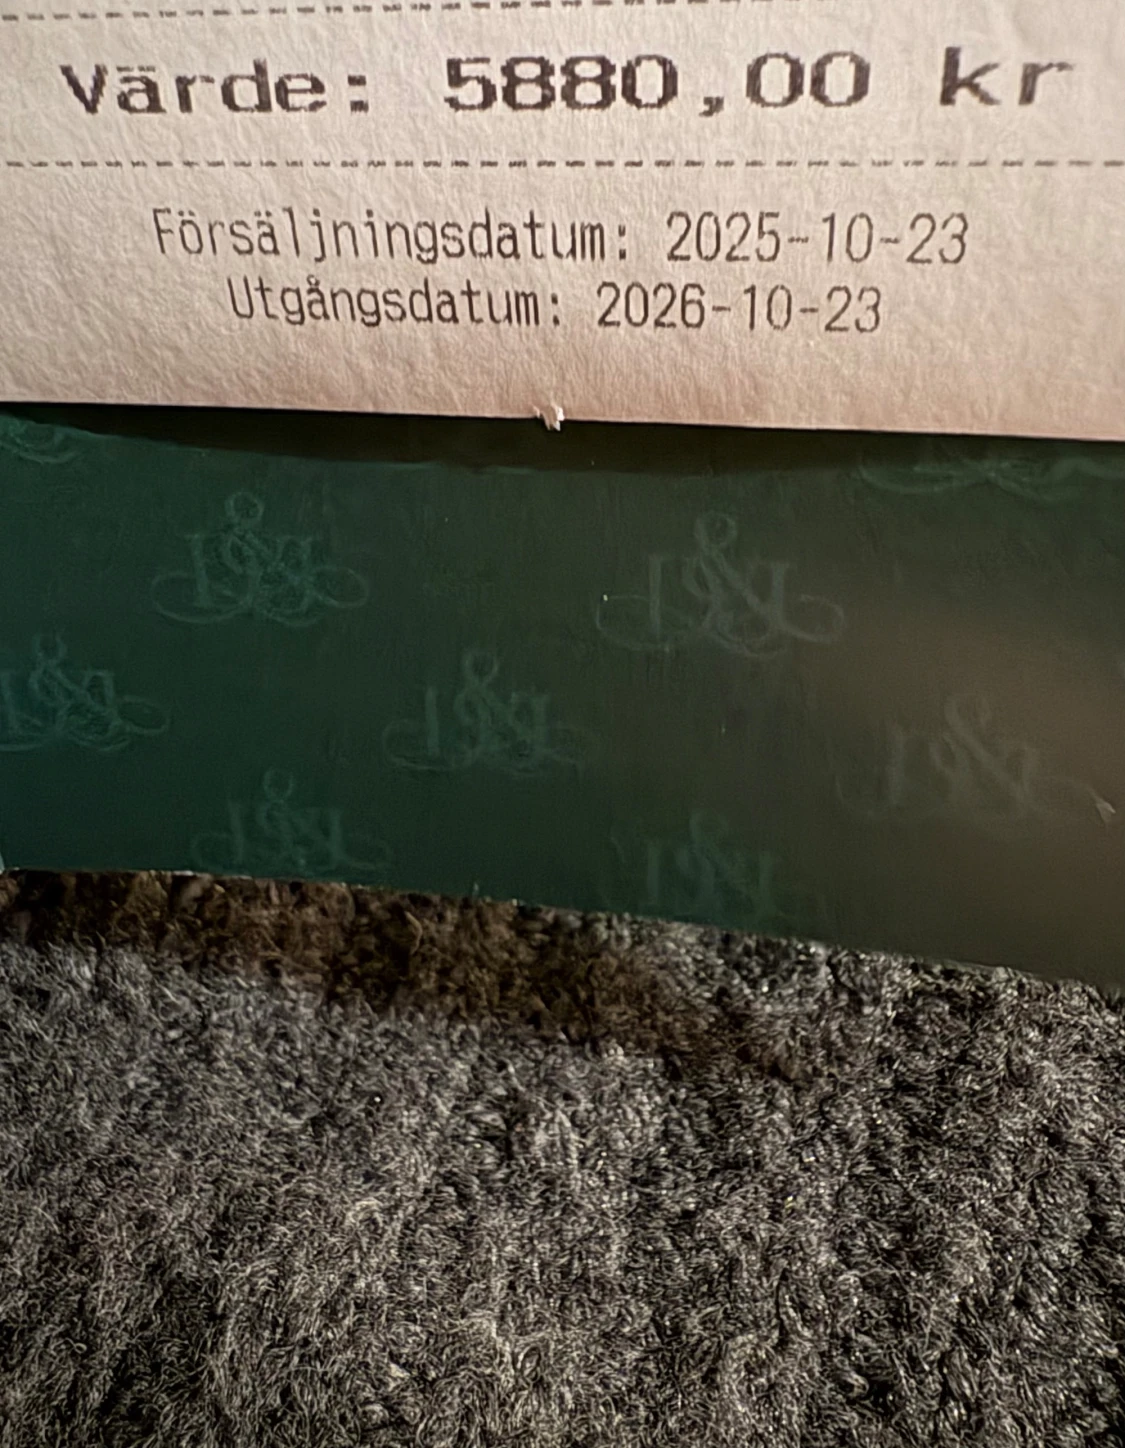 Värde: 5880,00 kr
Försäljningsdatum: 2025-10-23
Utgångsdatum: 2026-10-23